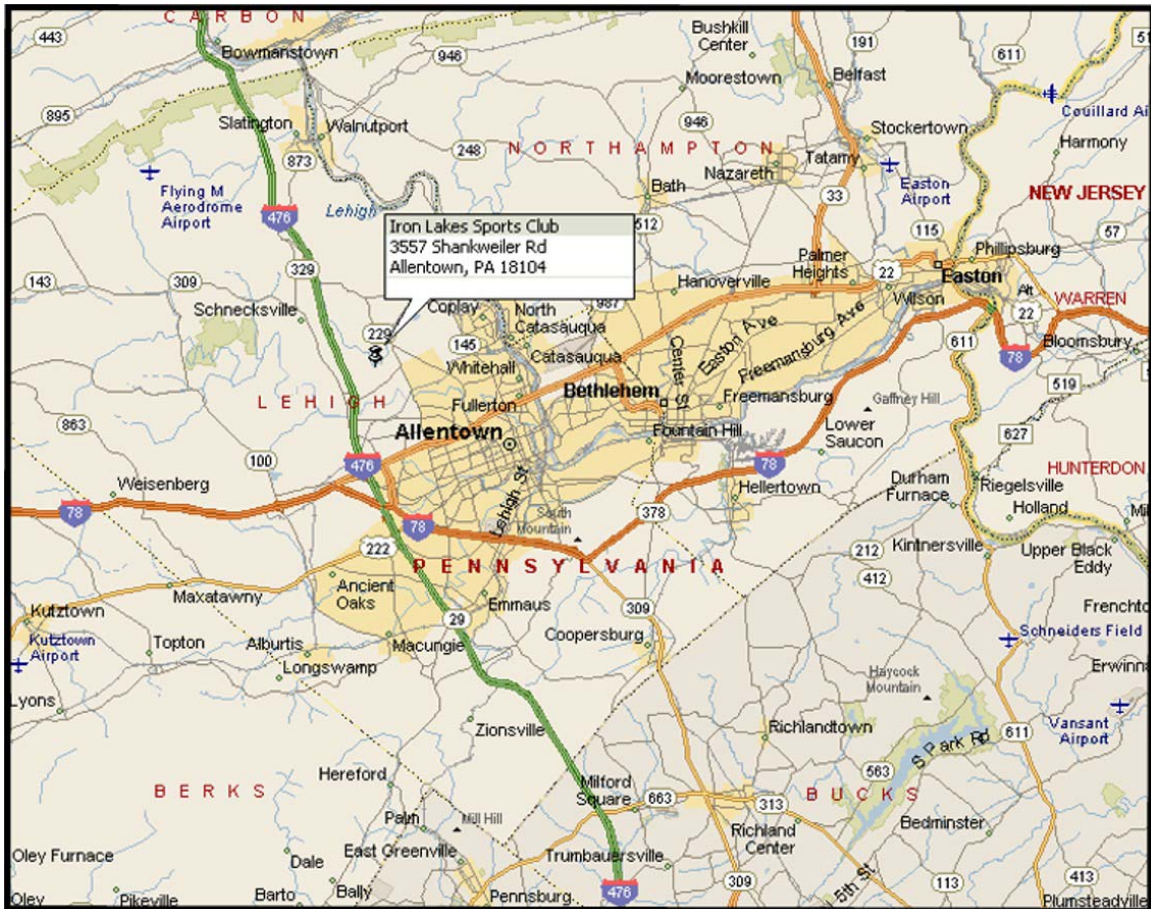 CARBON
443
Bowmanstown
946
Bushkill
Center
191
611
Moorestown
Belfast
895
Slatington
Walnutport
Couillard Ai
946
Stockertown
248
NORTHAMPTON
Harmony
873
Tatamy
Nazareth
Flying M
Aerodrome
Airport
Bath
33
Easton
Airport
NEW JERSEY
476
Lehigh
512
115
57
Iron Lakes Sports Club
3557 Shankweiler Rd
Allentown, PA 18104
Phillipsburg
329
Palmer
Heights
22
Easton
143
309
Hanoverville
Wilson
Alt
22
WARREN
Schnecksville
Coplay
987
North
Catasauqua
229
145
611
78
Bloomsbury
Catasauqua
Easton Ave
Freemansburg Ave
Center St
Whitehall
519
LEHIGH
Fullerton
Bethlehem
Freemansburg
Gaffney Hill
863
Allentown
Fountain Hill
Lower
Saucon
627
100
476
78
HUNTERDON
Weisenberg
Lehigh St
Hellertown
Durham
Furnace
Riegelsville
78
78
South
Mountain
378
Holland
Mil
222
212
Kintnersville
Upper Black
Eddy
PENNSYLVANIA
412
Ancient
Oaks
Maxatawny
Emmaus
309
Frenchto
Kutztown
29
Kutztown
Airport
Topton
Alburtis
Macungie
Coopersburg
Schneiders Field
Longswamp
Haycock
Mountain
Erwinna
Lyons
Zionsville
Richlandtown
Vansant
Airport
611
S Park Rd
Hereford
563
BERKS
Milford
Square
663
313
BUCKS
Palm
Mill Hill
Richland
Center
Bedminster
Oley Furnace
East Greenville
Trumbauersville
Dale
5th St
Bally
476
309
113
413
Oley
Pikeville
Barto
Pennsburg
Plumsteadville